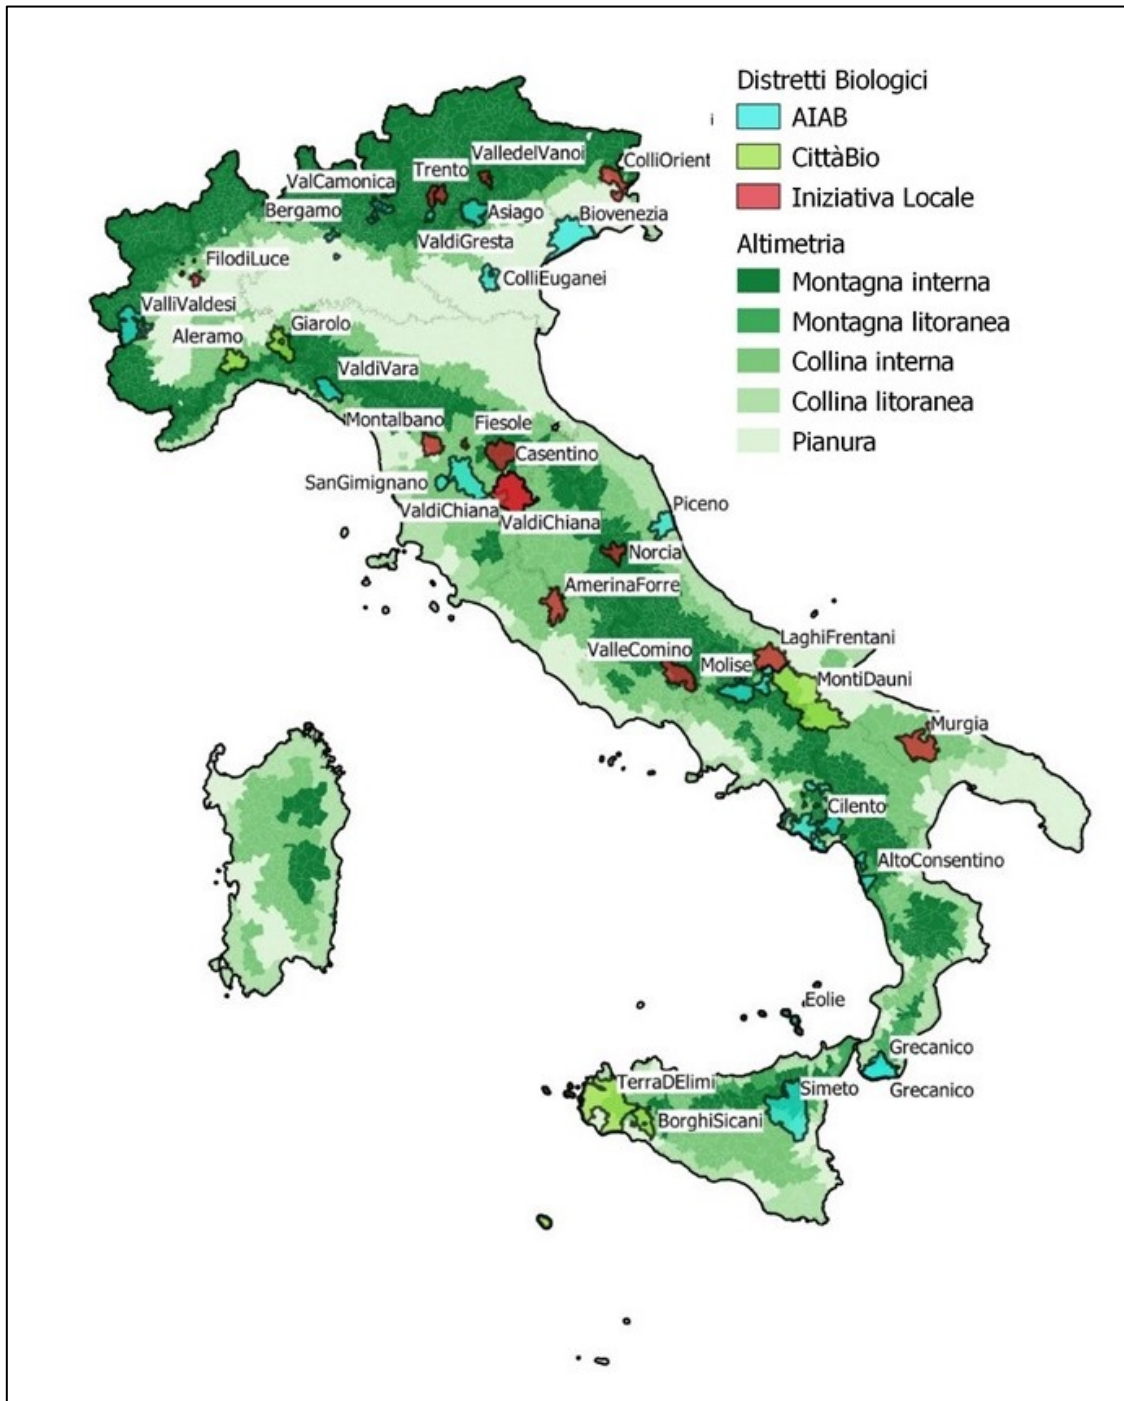 Distretti Biologici
i
AIAB
CittàBio
Iniziativa Locale
Altimetria
Montagna interna
Montagna litoranea
Collina interna
Collina litoranea
Pianura
ValledelVanoi
ColliOrient
Trento
ValCamonica
Bergamo
Asiago
Biovenezia
ValdiGresta
FilodiLuce
ColliEuganei
ValliValdesi
Giarolo
Aleramo
ValdiVara
Montalbano
Fiesole
Casentino
SanGimignano
ValdiChiana
ValdiChiana
Piceno
Norcia
AmerinaForre
LaghiFrentani
ValleComino
Molise
MontiDauni
Murgia
Cilento
AltoConsentino
Eolie
Grecanico
TerraDElimi
Simeto
Grecanico
BorghiSicani